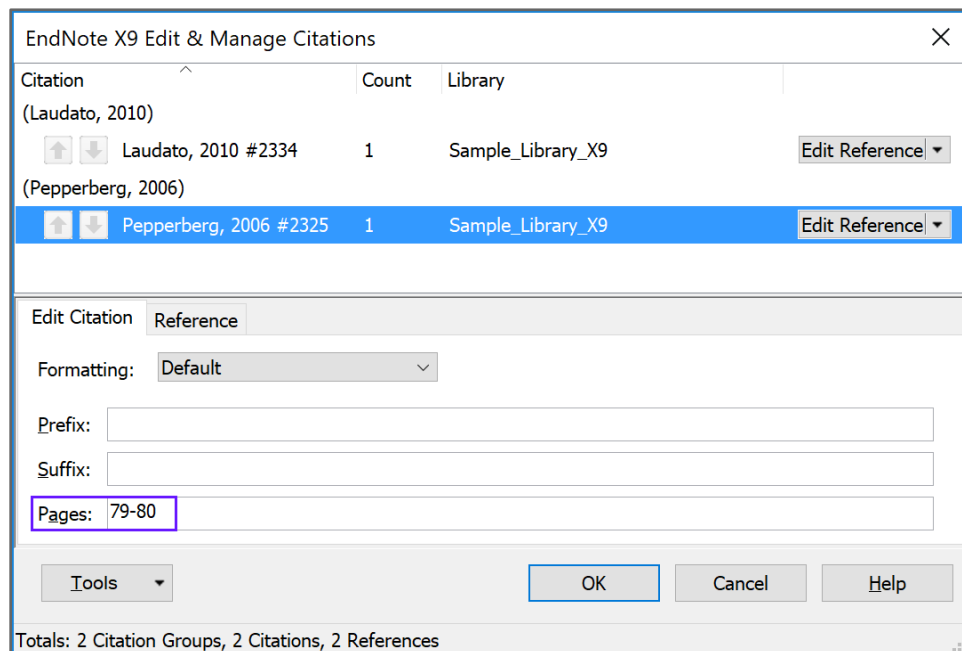 EndNote X9 Edit & Manage Citations
Citation Count Library
(Laudato, 2010)
Laudato, 2010 #2334 1 Sample_Library_X9 Edit Reference
(Pepperberg, 2006)
Pepperberg, 2006 #2325 1 Sample_Library_X9 Edit Reference
Edit Citation Reference
Formatting: Default
Prefix:
Suffix:
Pages: 79-80
Tools OK Cancel Help
Totals: 2 Citation Groups, 2 Citations, 2 References